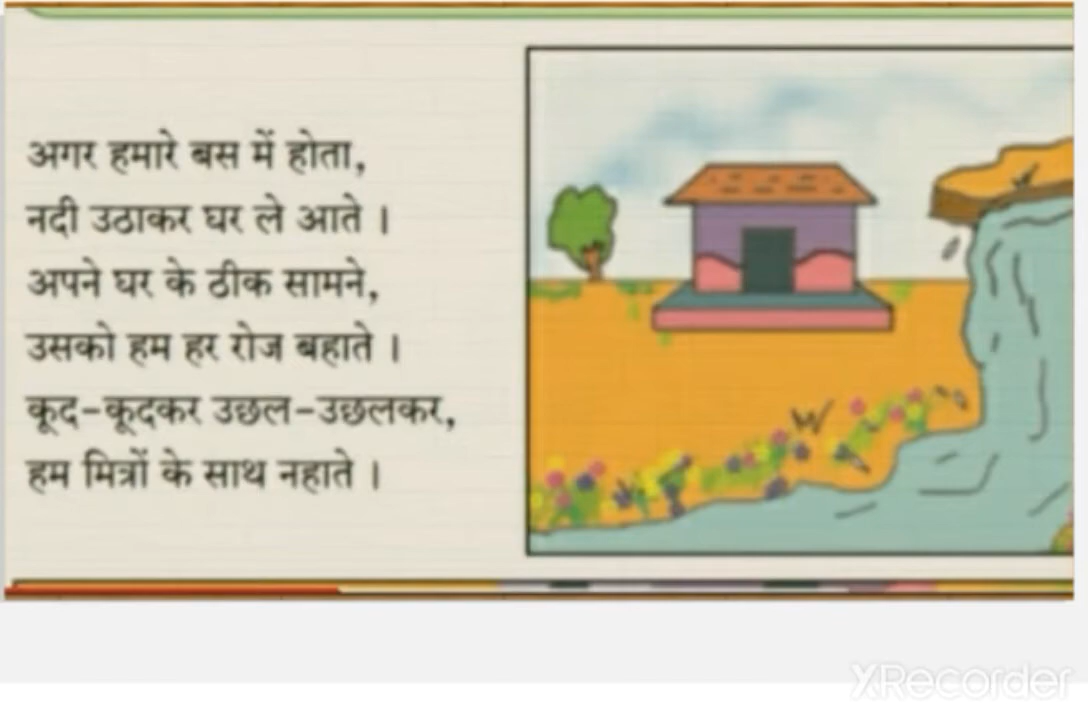 अगर हमारे बस में होता,
नदी उठाकर घर ले आते ।
अपने घर के ठीक सामने,
उसको हम हर रोज बहाते ।
कूद-कूदकर उछल-उछलकर,
हम मित्रों के साथ नहाते ।
XRecorder